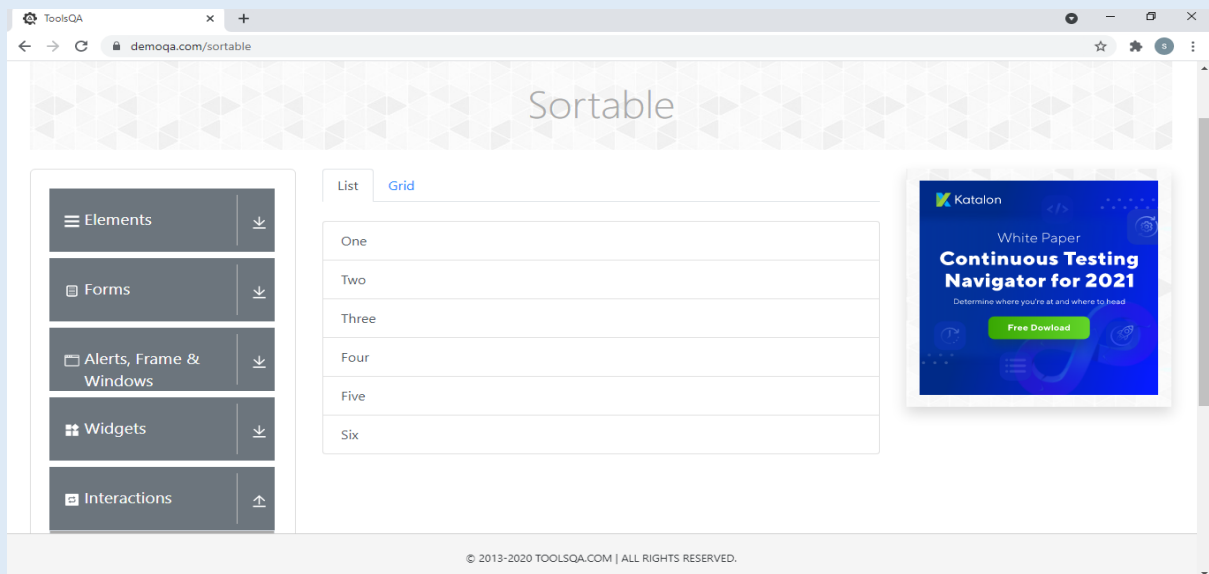 ToolsQA
demoqa.com/sortable
S
Sortable
Elements
Forms
Alerts, Frame &
Windows
Widgets
Interactions
List Grid
One
Two
Three
Four
Five
Six
Katalon
White Paper
Continuous Testing
Navigator for 2021
Determine where you're at and where to head
Free Dowload
© 2013-2020 TOOLSQA.COM | ALL RIGHTS RESERVED.